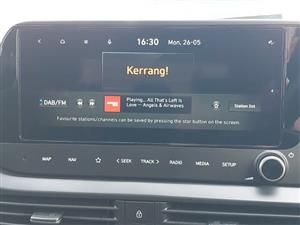 16:30 Mon, 26-05
Kerrang!
DAB/FM
Playing.. All That's Left Is
Love — Angels & Airwaves
Station list
Favourite stations/channels can be saved by pressing the star button on the screen.
MAP NAV SEEK TRACK RADIO MEDIA SETUP